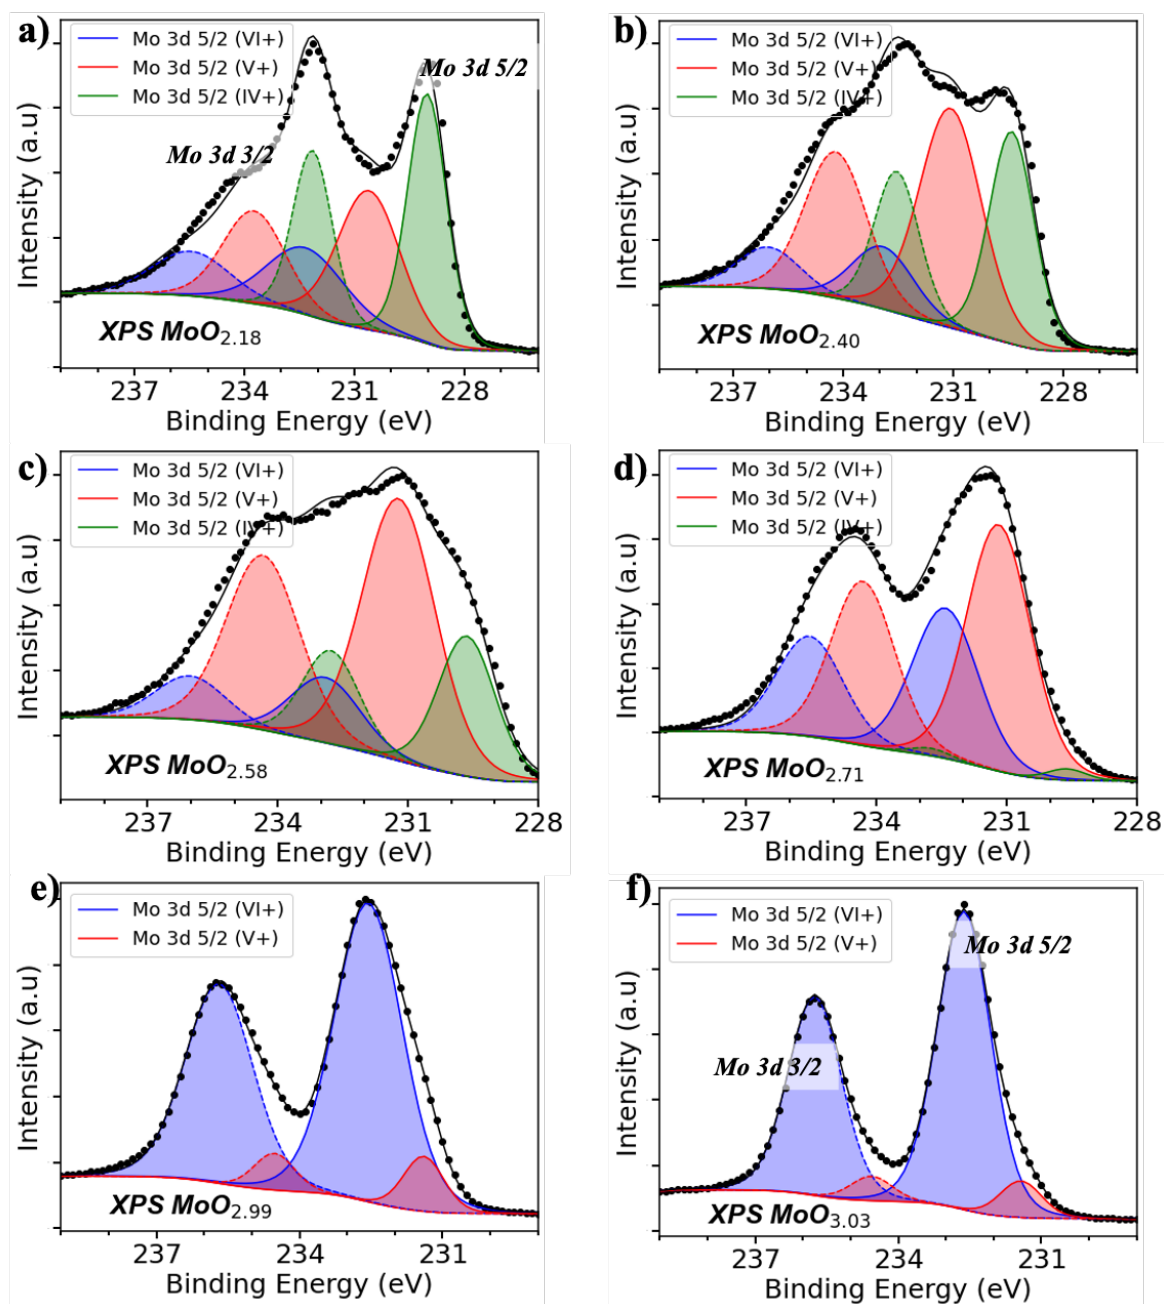 a)
Mo 3d 5/2 (VI+)
Mo 3d 5/2 (V+)
Mo 3d 5/2 (IV+)
Mo 3d 5/2
Mo 3d 3/2
Intensity (a.u)
XPS MoO2.18
237 234 231 228
Binding Energy (eV)
b)
Mo 3d 5/2 (VI+)
Mo 3d 5/2 (V+)
Mo 3d 5/2 (IV+)
Intensity (a.u)
XPS MoO2.40
237 234 231 228
Binding Energy (eV)
c)
Mo 3d 5/2 (VI+)
Mo 3d 5/2 (V+)
Mo 3d 5/2 (IV+)
Intensity (a.u)
XPS MoO2.58
237 234 231 228
Binding Energy (eV)
d)
Mo 3d 5/2 (VI+)
Mo 3d 5/2 (V+)
Mo 3d 5/2 (IV+)
Intensity (a.u)
XPS MoO2.71
237 234 231 228
Binding Energy (eV)
e)
Mo 3d 5/2 (VI+)
Mo 3d 5/2 (V+)
Intensity (a.u)
XPS MoO2.99
237 234 231
Binding Energy (eV)
f)
Mo 3d 5/2 (VI+)
Mo 3d 5/2 (V+)
Mo 3d 5/2
Mo 3d 3/2
Intensity (a.u)
XPS MoO3.03
237 234 231
Binding Energy (eV)